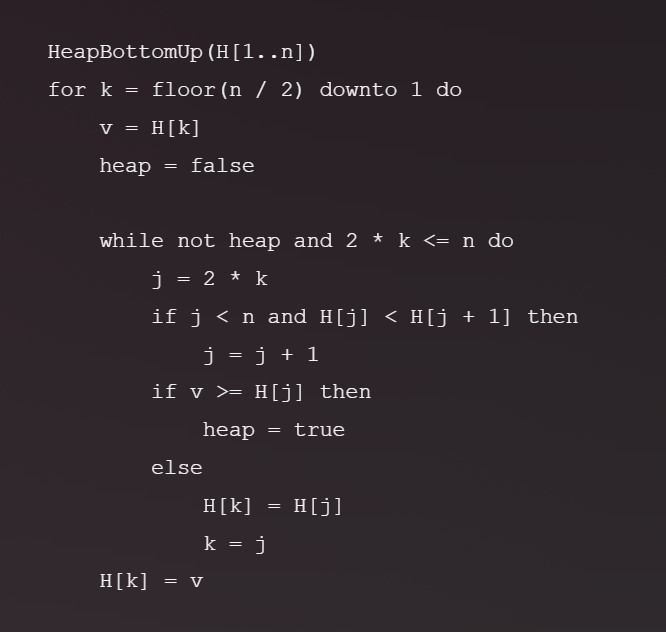 HeapBottomUp(H[1..n])
for k = floor(n / 2) downto 1 do
    v = H[k]
    heap = false

    while not heap and 2 * k <= n do
        j = 2 * k
        if j < n and H[j] < H[j + 1] then
            j = j + 1
        if v >= H[j] then
            heap = true
        else
            H[k] = H[j]
            k = j
    H[k] = v